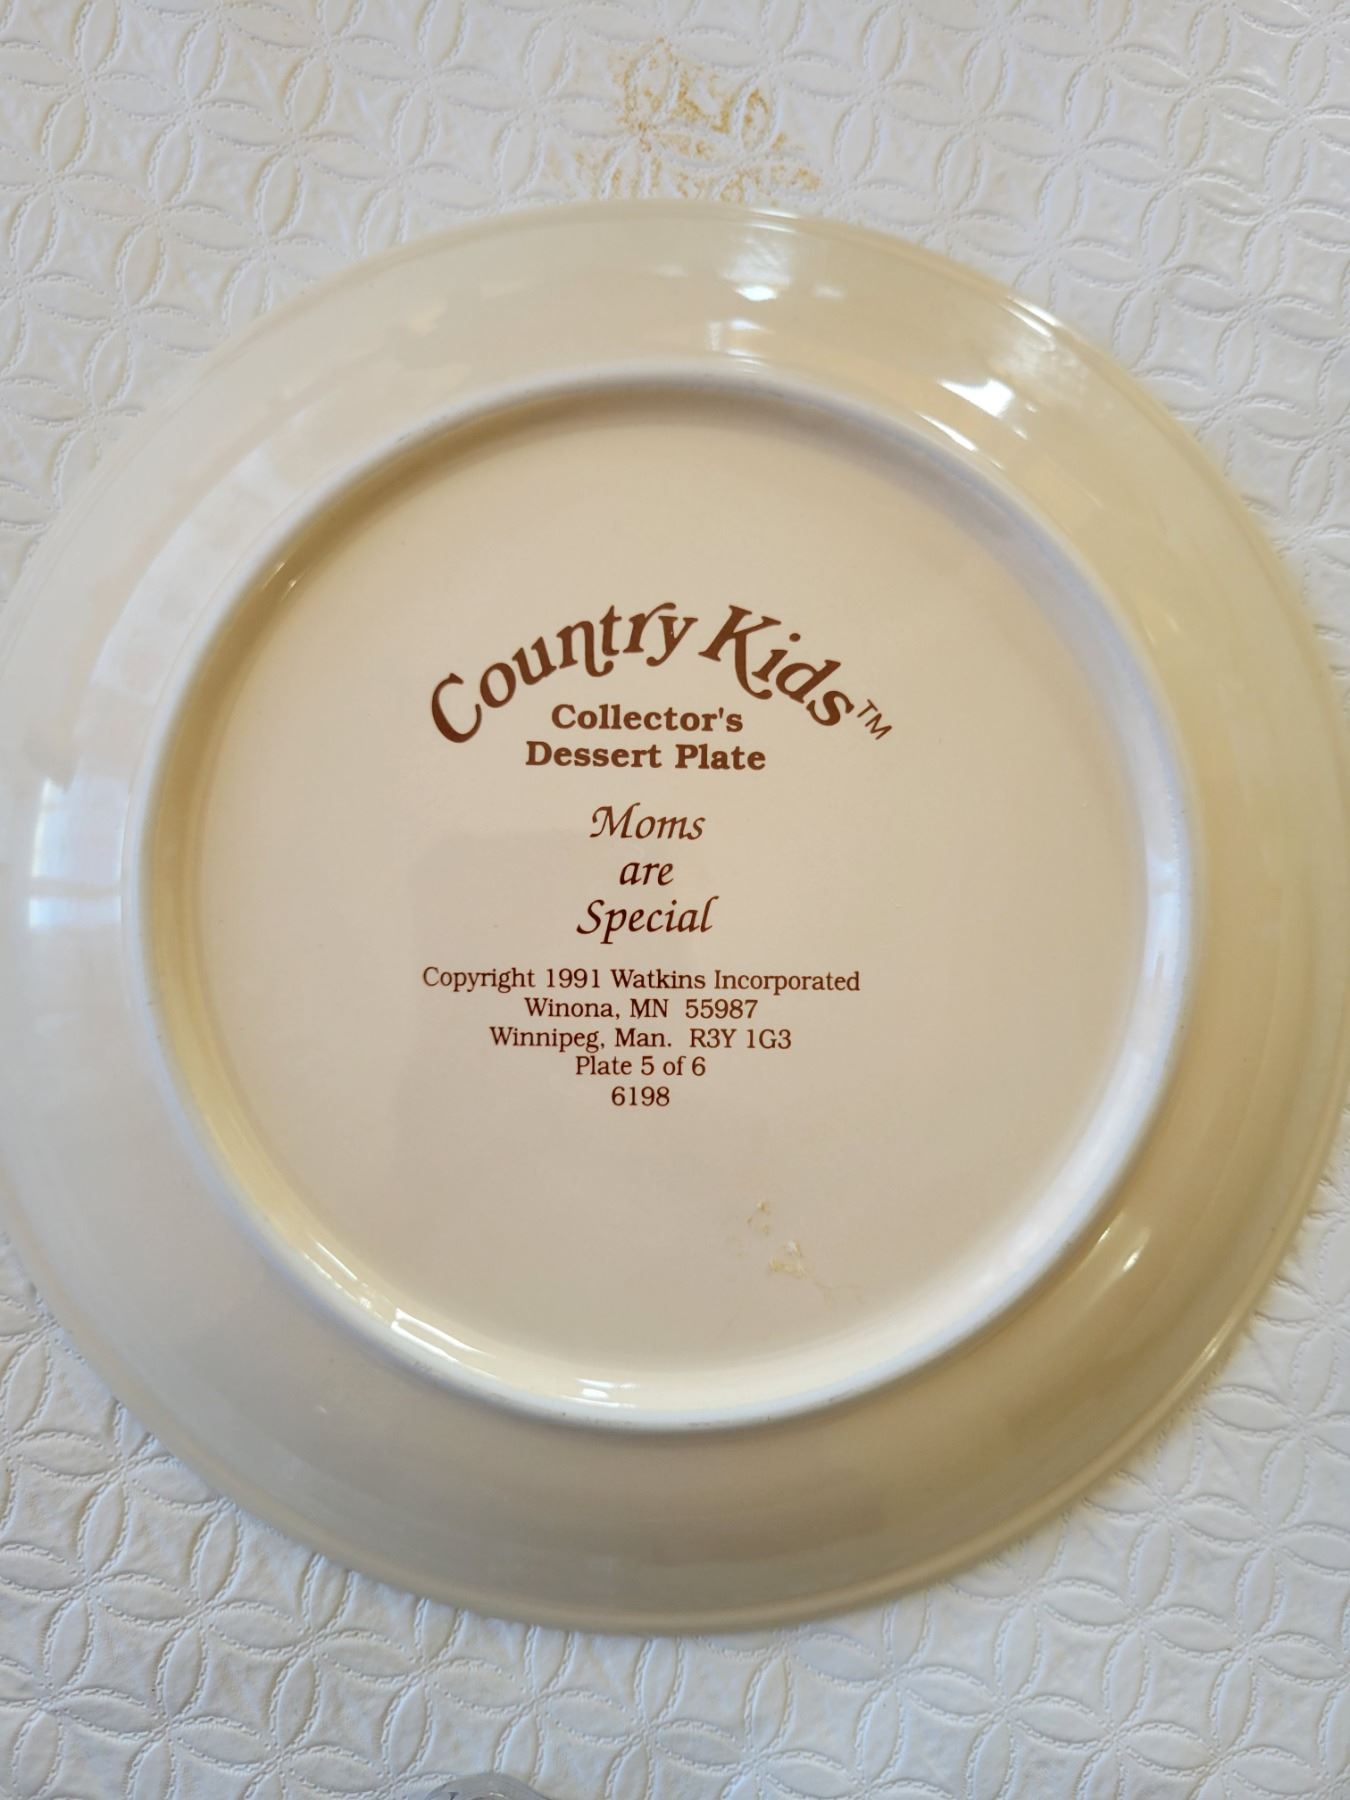 Country Kids™
Collector's
Dessert Plate
Moms
are
Special
Copyright 1991 Watkins Incorporated
Winona, MN 55987
Winnipeg, Man. R3Y 1G3
Plate 5 of 6
6198